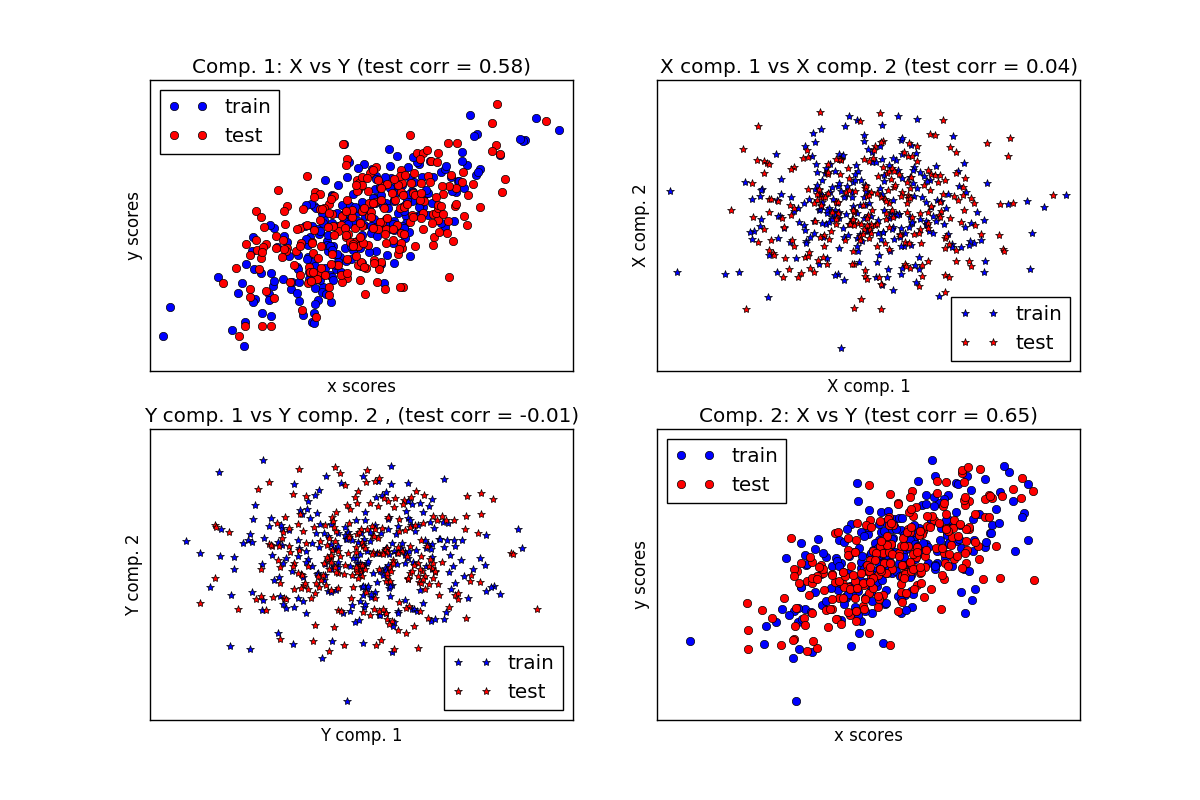 Comp. 1: X vs Y (test corr = 0.58)
train
test
y scores
x scores
X comp. 1 vs X comp. 2 (test corr = 0.04)
X comp. 2
train
test
X comp. 1
Y comp. 1 vs Y comp. 2 , (test corr = -0.01)
Y comp. 2
train
test
Y comp. 1
Comp. 2: X vs Y (test corr = 0.65)
train
test
y scores
x scores